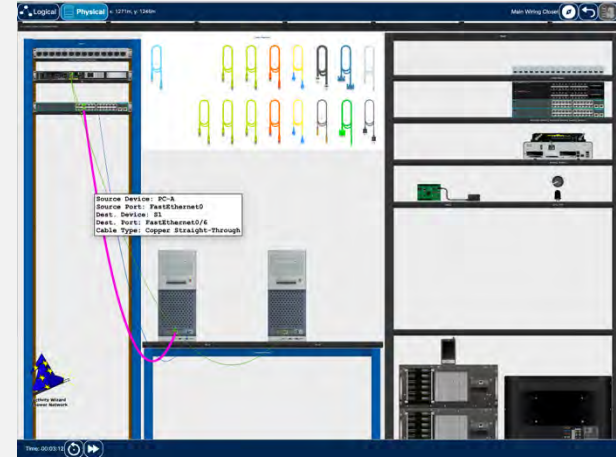 Logical
Physical
x: 1271m, y: 1346m
Main Wiring Closet
Source Device: PC-A
Source Port: FastEthernet0
Dest. Device: S1
Dest. Port: FastEthernet0/6
Cable Type: Copper Straight-Through
Activity Wizard
Time: 00:03:12